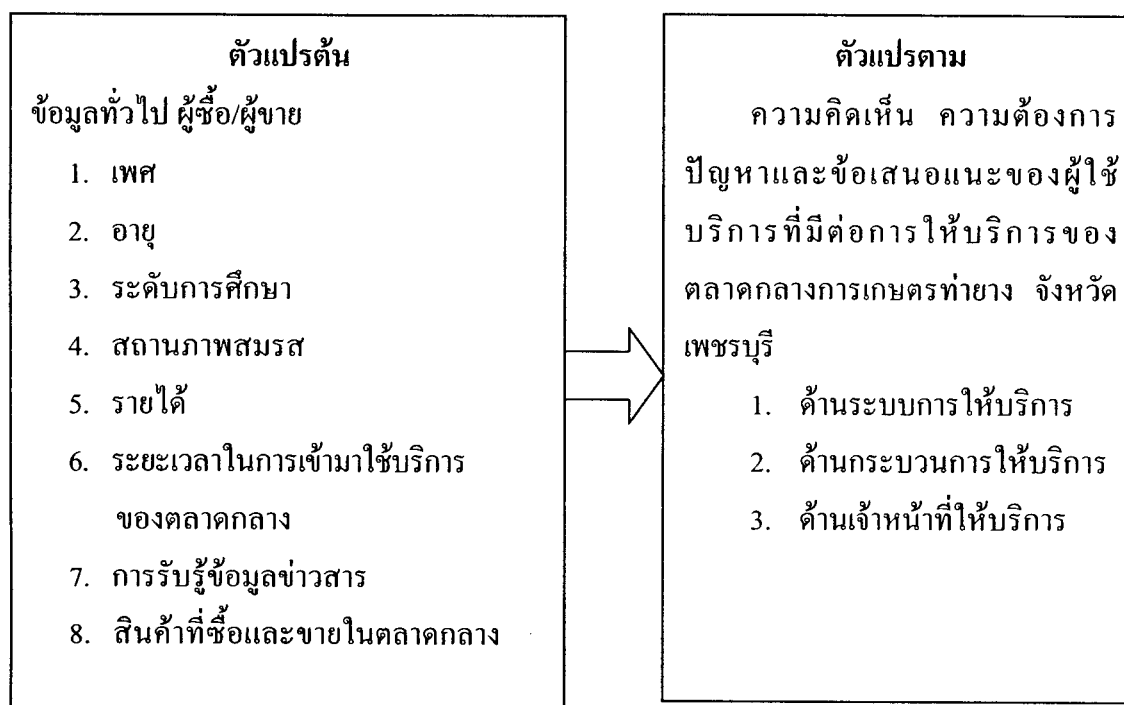 ตัวแปรต้น
ข้อมูลทั่วไป ผู้ซื้อ/ผู้ขาย
1. เพศ
2. อายุ
3. ระดับการศึกษา
4. สถานภาพสมรส
5. รายได้
6. ระยะเวลาในการเข้ามาใช้บริการ
ของตลาดกลาง
7. การรับรู้ข้อมูลข่าวสาร
8. สินค้าที่ซื้อและขายในตลาดกลาง
ตัวแปรตาม
ความคิดเห็น ความต้องการ
ปัญหาและข้อเสนอแนะของผู้ใช้
บริการที่มีต่อการให้บริการของ
ตลาดกลางการเกษตรท่ายาง จังหวัด
เพชรบุรี
1. ด้านระบบการให้บริการ
2. ด้านกระบวนการให้บริการ
3. ด้านเจ้าหน้าที่ให้บริการ